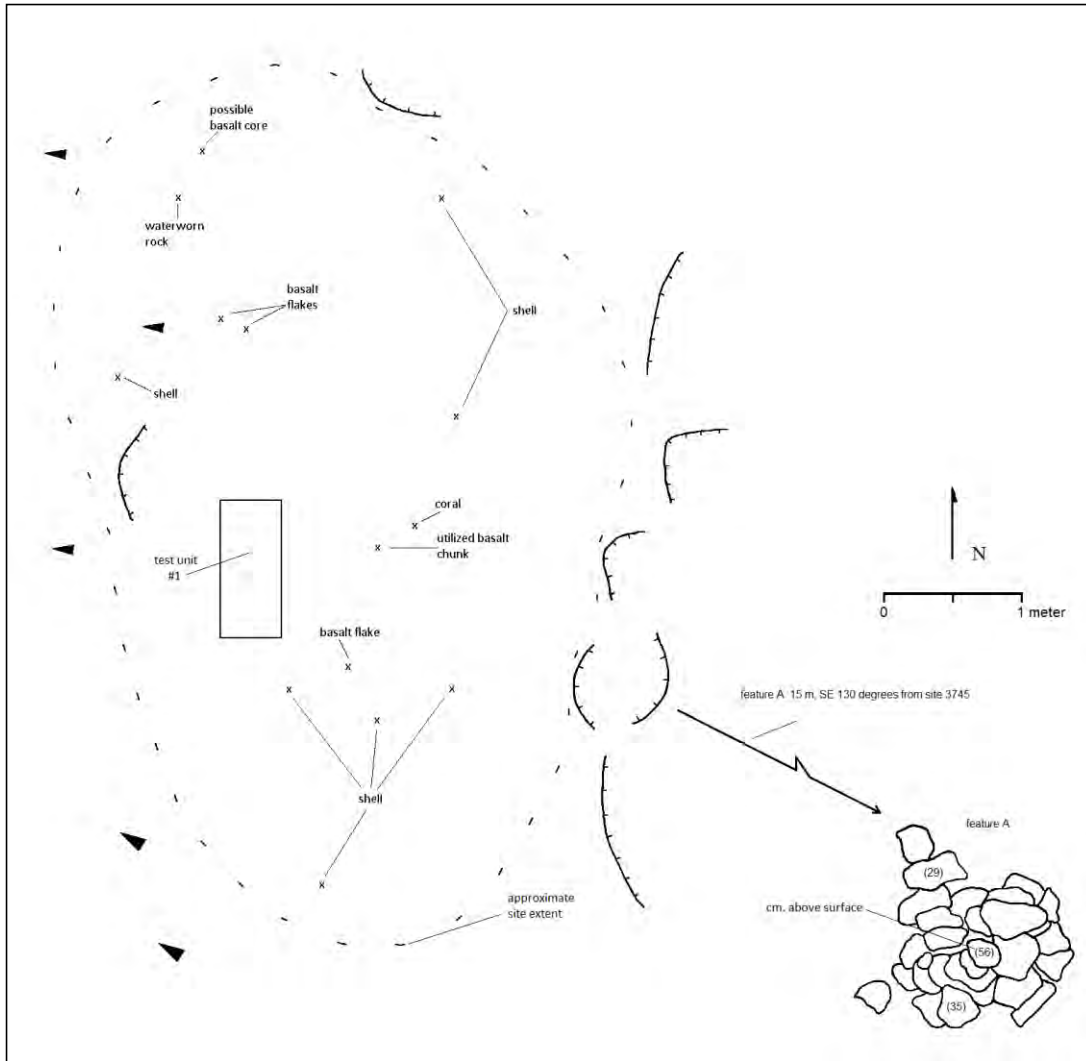 possible
basalt core
x
x
x
waterworn
rock
basalt
flakes
x
x
shell
x
shell
x
coral
x
x
utilized basalt
chunk
test unit
#1
N
0
1 meter
basalt flake
x
x
x
x
feature A 15 m, SE 130 degrees from site 3745
shell
feature A
(29)
x
approximate
site extent
cm. above surface
(56)
(35)